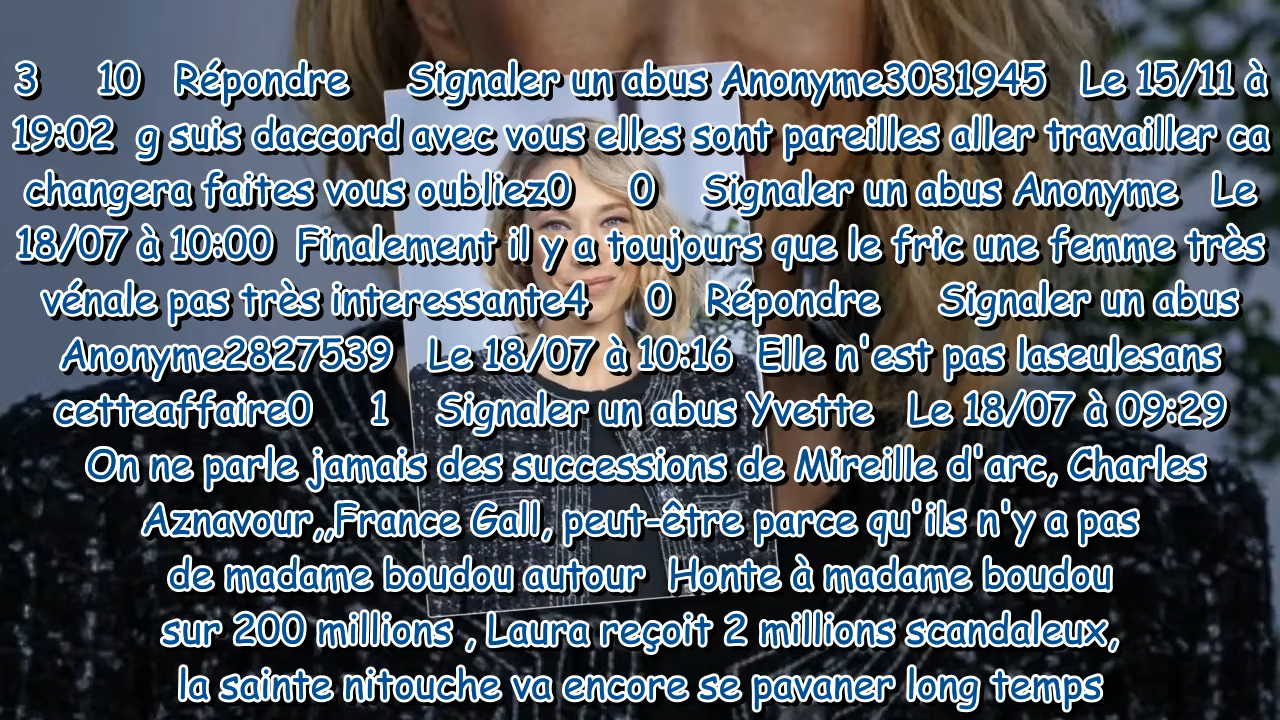 3 10 Répondre Signaler un abus Anonyme3031945 Le 15/11 à
19:02 g suis daccord avec vous elles sont pareilles aller travailler ca
changera faites vous oubliez0 0 Signaler un abus Anonyme Le
18/07 à 10:00 Finalement il y a toujours que le fric une femme très
vénale pas très interessante4 0 Répondre Signaler un abus
Anonyme2827539 Le 18/07 à 10:16 Elle n'est pas laseulesans
cetteaffaire0 1 Signaler un abus Yvette Le 18/07 à 09:29
On ne parle jamais des successions de Mireille d'arc, Charles
Aznavour,,France Gall, peut-être parce qu'ils n'y a pas
de madame boudou autour Honte à madame boudou
sur 200 millions , Laura reçoit 2 millions scandaleux,
la sainte nitouche va encore se pavaner long temps